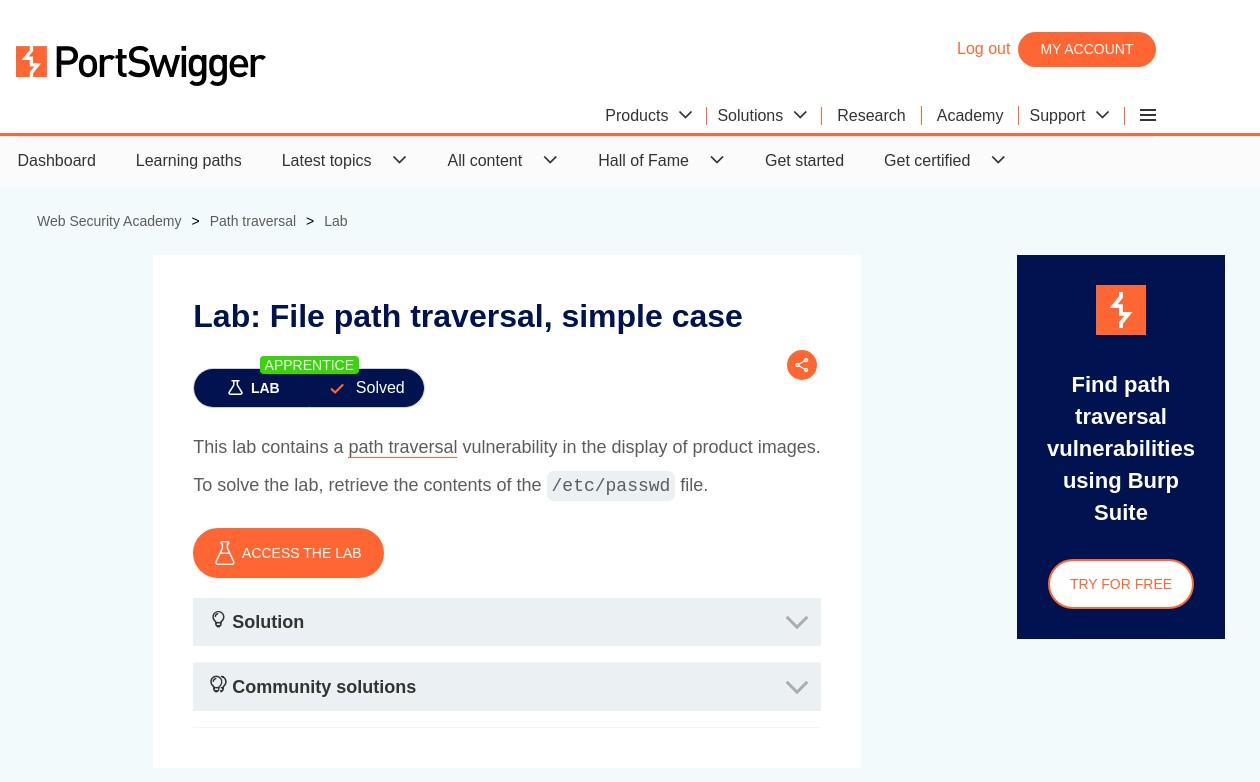 PortSwigger
Log out
MY ACCOUNT
Products
Solutions
Research
Academy
Support
Dashboard
Learning paths
Latest topics
All content
Hall of Fame
Get started
Get certified
Web Security Academy > Path traversal > Lab
Lab: File path traversal, simple case
APPRENTICE
LAB
Solved
This lab contains a path traversal vulnerability in the display of product images.
To solve the lab, retrieve the contents of the /etc/passwd file.
ACCESS THE LAB
Solution
Community solutions
Find path
traversal
vulnerabilities
using Burp
Suite
TRY FOR FREE